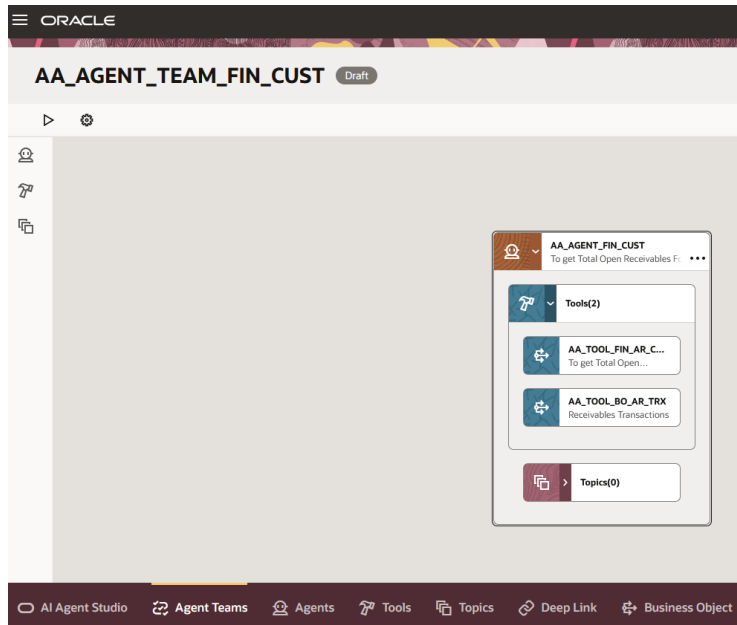 ORACLE
AA_AGENT_TEAM_FIN_CUST Draft
AA_AGENT_FIN_CUST
To get Total Open Receivables Fo
Tools(2)
AA_TOOL_FIN_AR_C...
To get Total Open...
AA_TOOL_BO_AR_TRX
Receivables Transactions
Topics(0)
AI Agent Studio Agent Teams Agents Tools Topics Deep Link Business Object